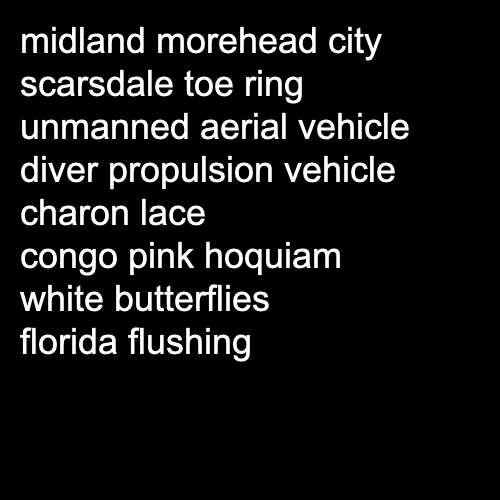 midland morehead city
scarsdale toe ring
unmanned aerial vehicle
diver propulsion vehicle
charon lace
congo pink hoquiam
white butterflies
florida flushing